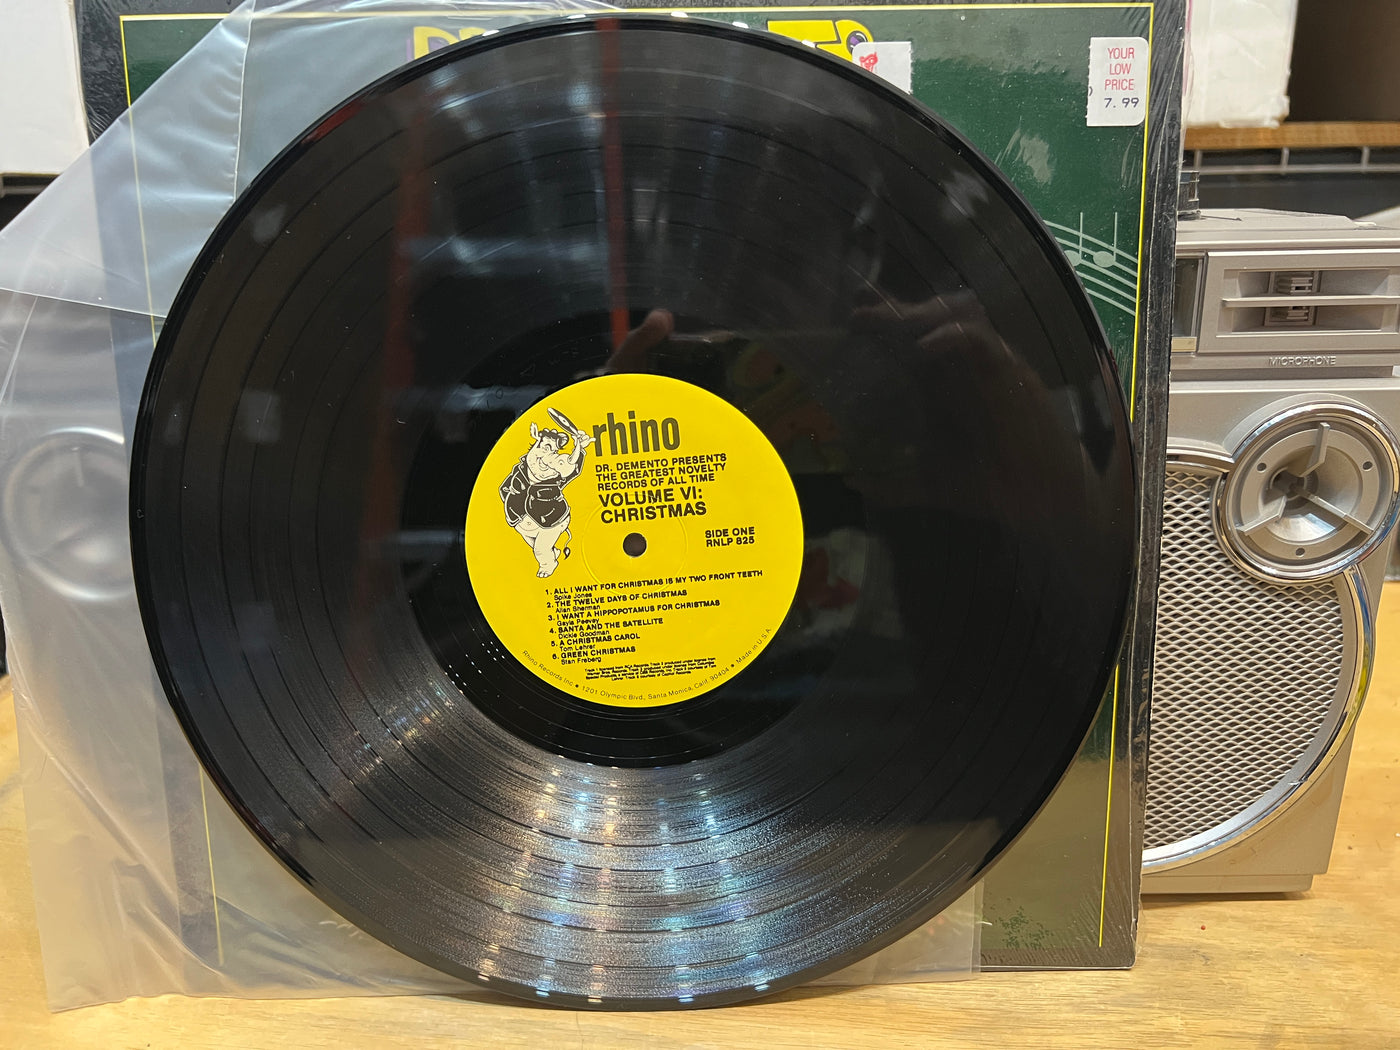 YOUR
LOW
PRICE
7.99
MICROPHONE
rhino
DR. DEMENTO PRESENTS
THE GREATEST NOVELTY
RECORDS OF ALL TIME
VOLUME VI:
CHRISTMAS
SIDE ONE
RNLP 825
1. ALL I WANT FOR CHRISTMAS IS MY TWO FRONT TEETH
Spike Jones
2. THE TWELVE DAYS OF CHRISTMAS
Allan Sherman
3. I WANT A HIPPOPOTAMUS FOR CHRISTMAS
Gayle Peevey
4. SANTA AND THE SATELLITE
Dickie Goodman
5. A CHRISTMAS CAROL
Tom Lehrer
6. GREEN CHRISTMAS
Stan Freberg
Rhino Records Inc • 1201 Olympic Blvd., Santa Monica, Calif. 90404 • Made in U.S.A.